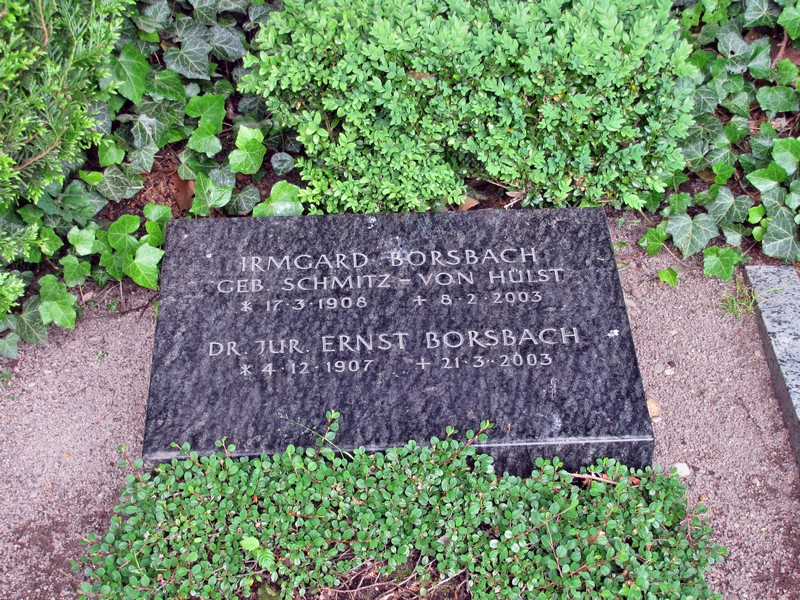 IRMGARD BORSBACH
GEB. SCHMITZ-VON HÜLST
* 17·3·1908 + 8·2·2003
DR. JUR. ERNST BORSBACH
* 4·12·1907 + 21·3·2003